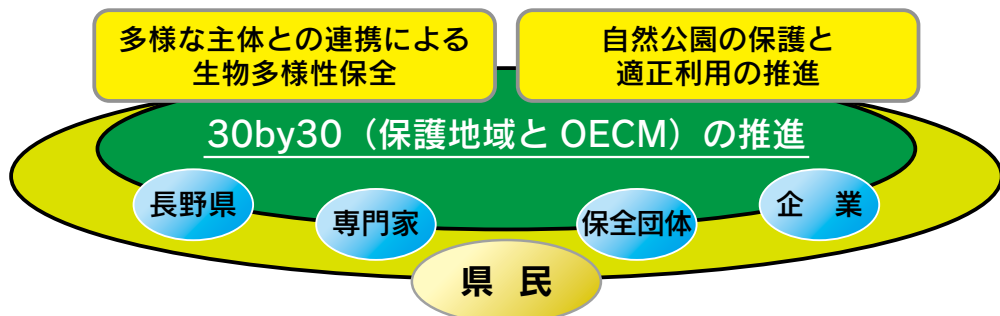 多様な主体との連携による
生物多様性保全
自然公園の保護と
適正利用の推進
30by30（保護地域と OECM）の推進
長野県
専門家
保全団体
企　業
県　民